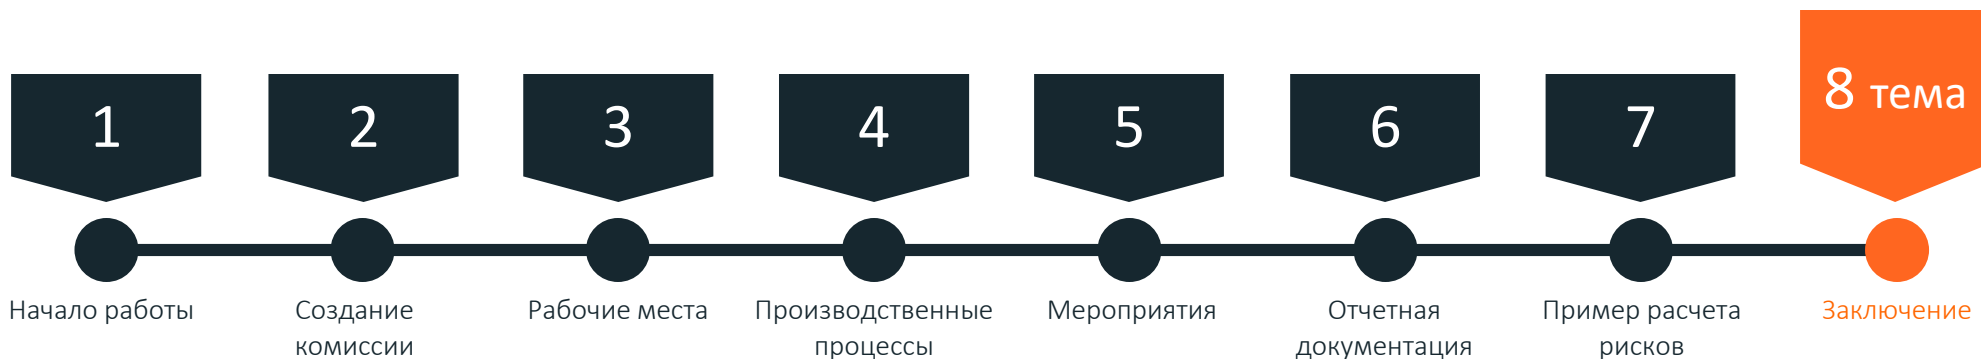 1
2
3
4
5
6
7
8 тема
Начало работы
Создание
комиссии
Рабочие места
Производственные
процессы
Мероприятия
Отчетная
документация
Пример расчета
рисков
Заключение